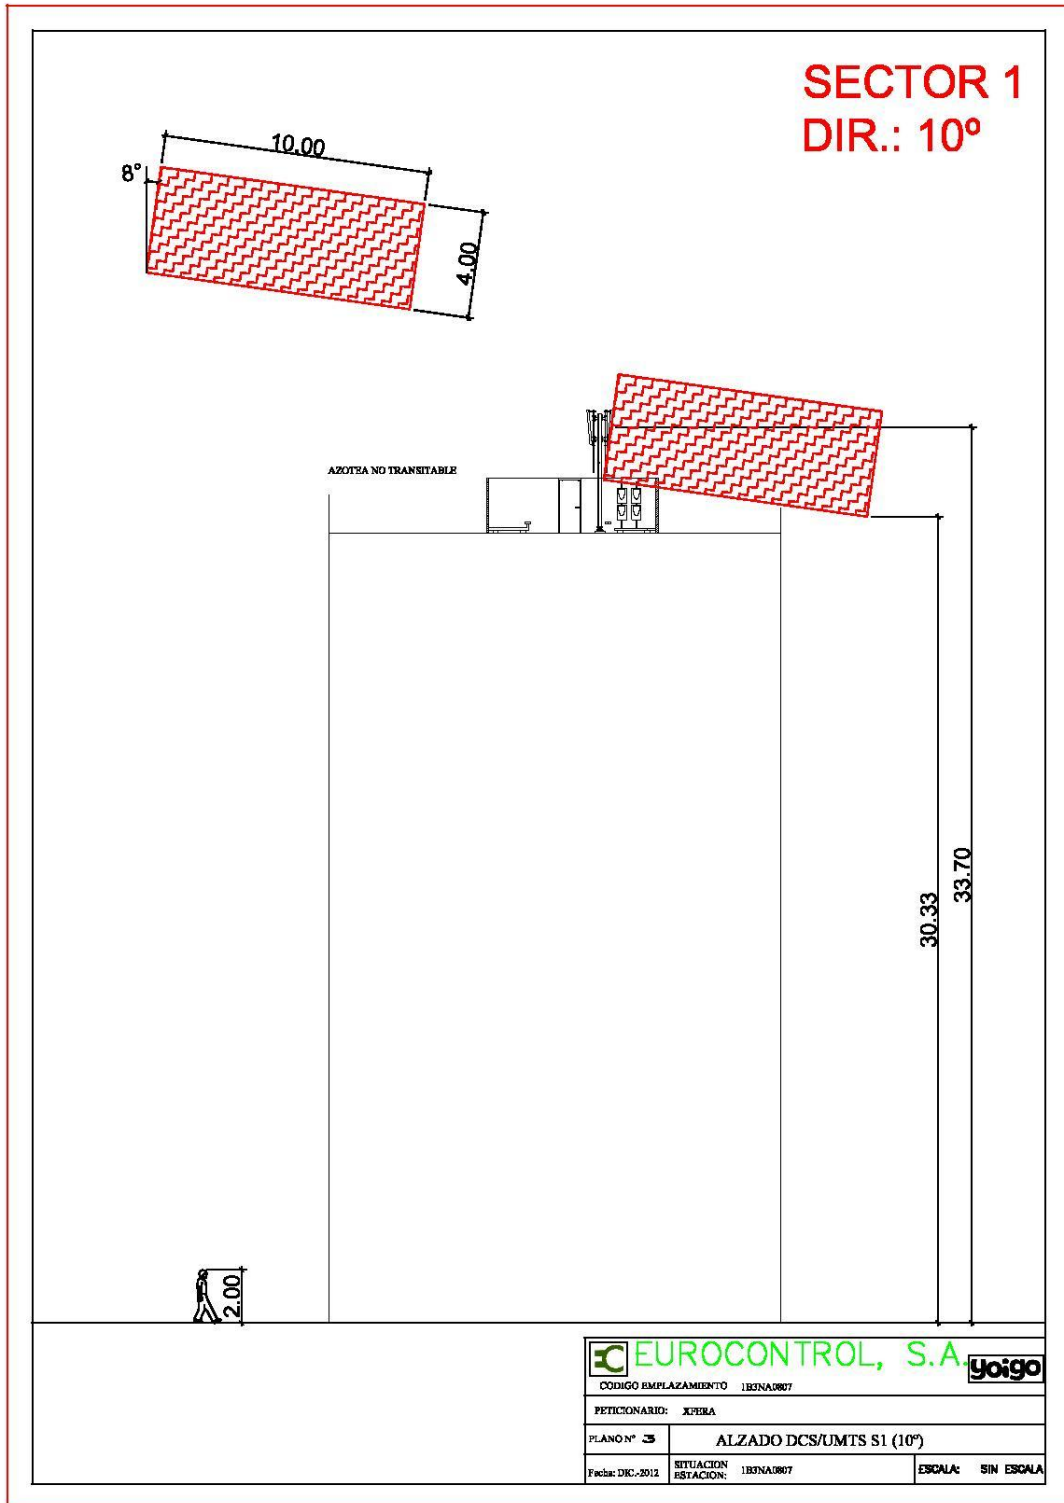 SECTOR 1
DIR.: 10º
10.00
8°
4.00
AZOTEA NO TRANSITABLE
33.70
30.33
2.00
EUROCONTROL, S.A.
yoigo
CODIGO EMPLAZAMIENTO 1B3NA0807
PETICIONARIO: XFERA
PLANO Nº 3
ALZADO DCS/UMTS S1 (10º)
Fecha: DIC.-2012
SITUACION
ESTACION: 1B3NA0807
ESCALA: SIN ESCALA